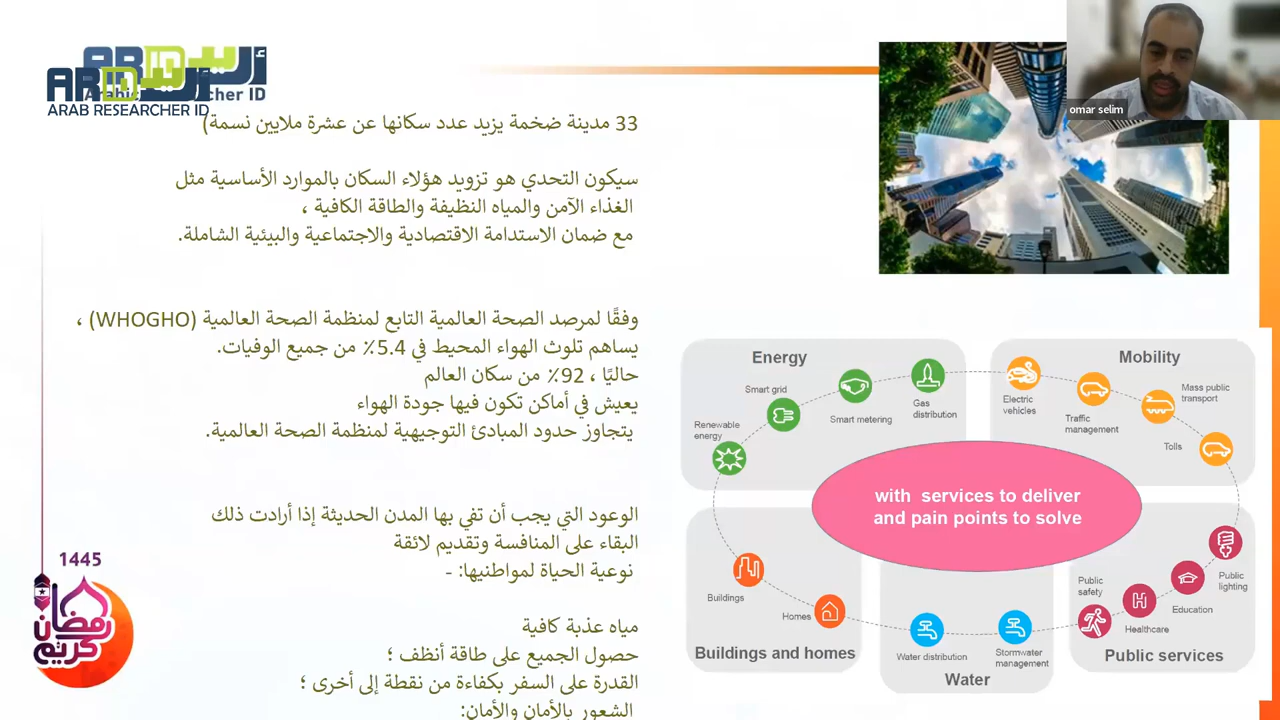 أريد
ARID
ARAB RESEARCHER ID
cher ID
omar selim
33 مدينة ضخمة يزيد عدد سكانها عن عشرة ملايين نسمة)
سيكون التحدي هو تزويد هؤلاء السكان بالموارد الأساسية مثل
الغذاء الآمن والمياه النظيفة والطاقة الكافية ،
مع ضمان الاستدامة الاقتصادية والاجتماعية والبيئية الشاملة.
وفقًا لمرصد الصحة العالمية التابع لمنظمة الصحة العالمية (WHOGHO) ،
يساهم تلوث الهواء المحيط في 5.4٪ من جميع الوفيات.
حاليًا ، 92٪ من سكان العالم
يعيش في أماكن تكون فيها جودة الهواء
يتجاوز حدود المبادئ التوجيهية لمنظمة الصحة العالمية.
الوعود التي يجب أن تفي بها المدن الحديثة إذا أرادت ذلك
البقاء على المنافسة وتقديم لائقة
نوعية الحياة لمواطنيها: -
مياه عذبة كافية
حصول الجميع على طاقة أنظف ؛
القدرة على السفر بكفاءة من نقطة إلى أخرى ؛
الشعور بالأمان والأمان:
1445
رمضان
كريم
Energy
Smart grid
Smart metering
Gas
distribution
Renewable
energy
Mobility
Electric
vehicles
Traffic
management
Mass public
transport
Tolls
with services to deliver
and pain points to solve
Buildings
Homes
Buildings and homes
Water distribution
Stormwater
management
Water
Public
safety
Healthcare
Education
Public
lighting
Public services